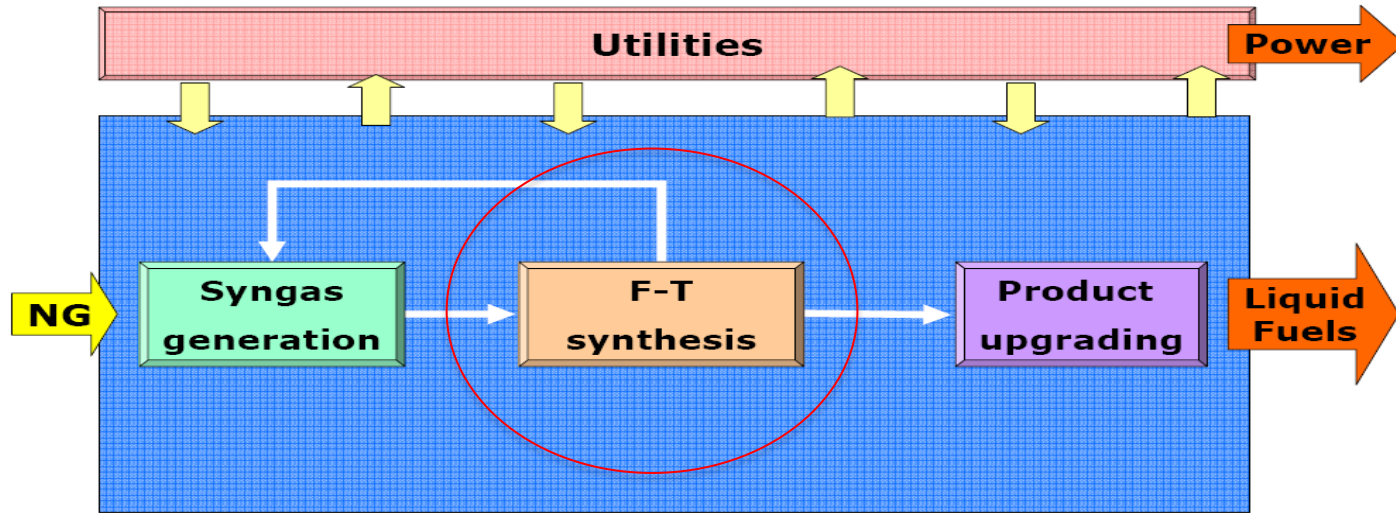 Utilities
Power
NG
Syngas
generation
F-T
synthesis
Product
upgrading
Liquid
Fuels